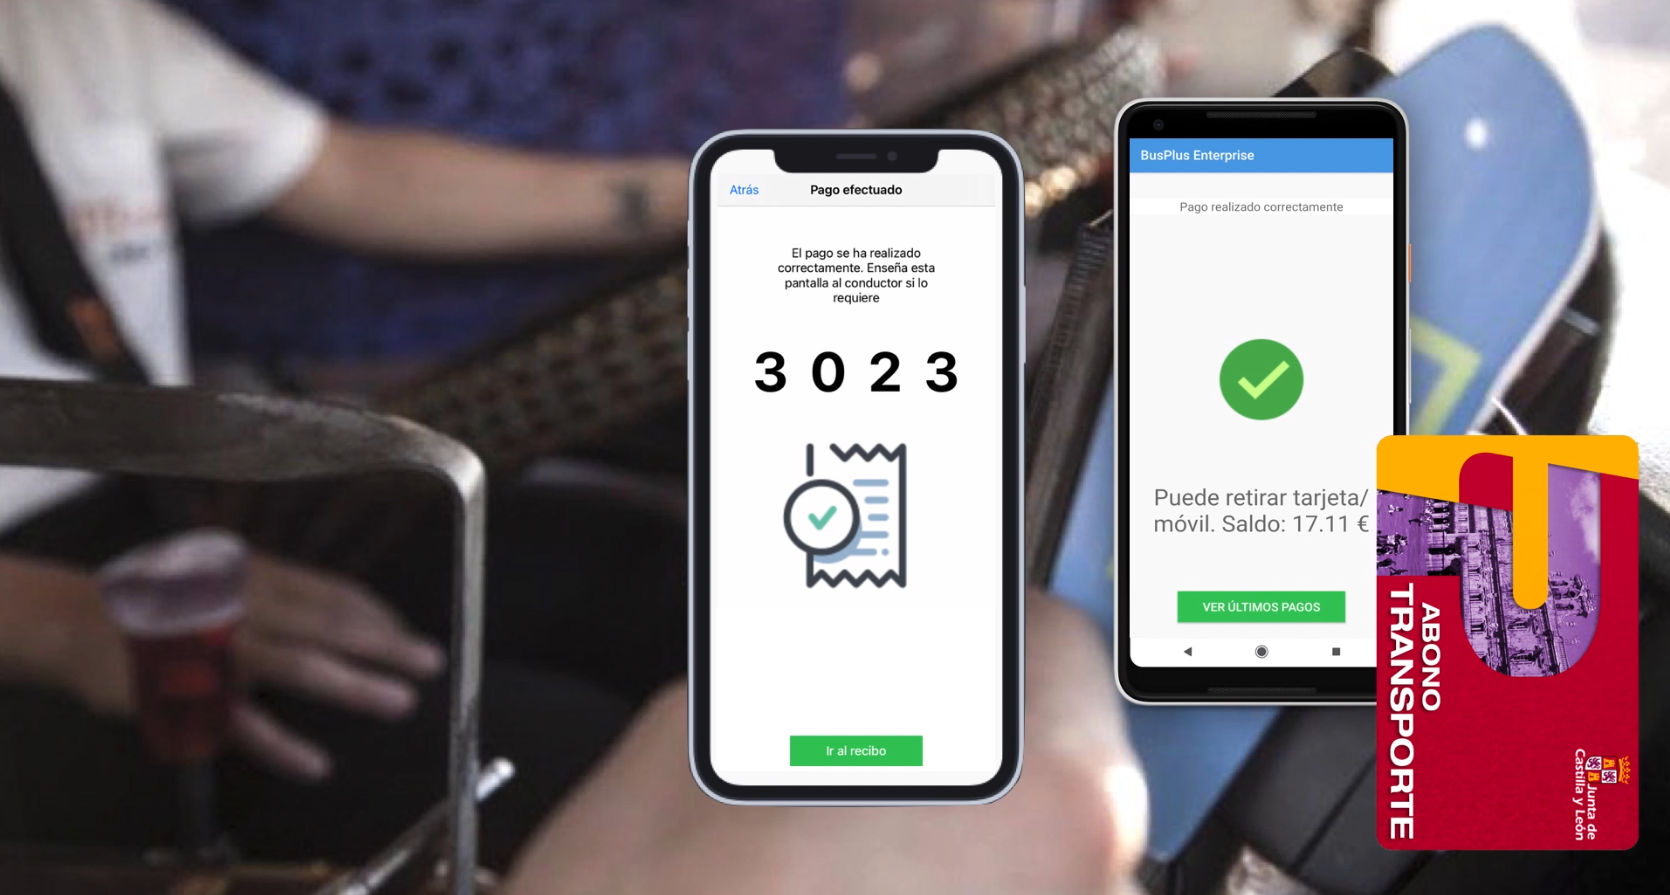 Atrás
Pago efectuado
El pago se ha realizado
correctamente. Enseña esta
pantalla al conductor si lo
requiere
3 0 2 3
Ir al recibo
BusPlus Enterprise
Pago realizado correctamente
Puede retirar tarjeta/
móvil. Saldo: 17.11 €
VER ÚLTIMOS PAGOS
ABONO
TRANSPORTE
Junta de
Castilla y León